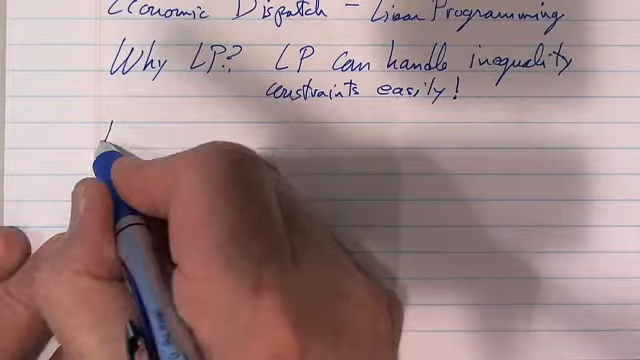 Economic Dispatch - Linear Programming
Why LP? LP can handle inequality
constraints easily!